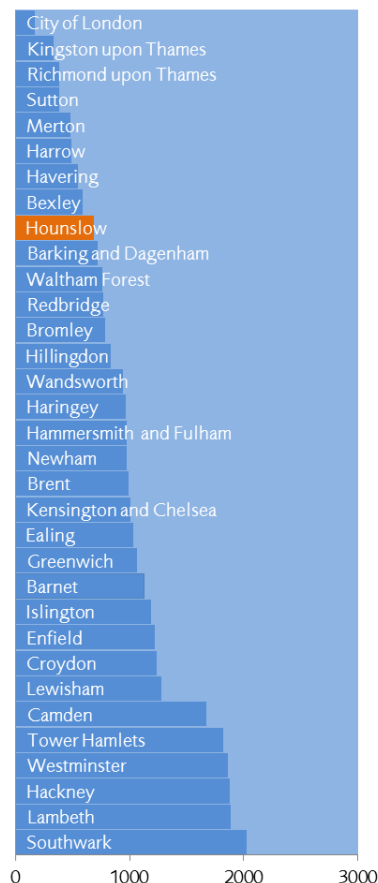 City of London
Kingston upon Thames
Richmond upon Thames
Sutton
Merton
Harrow
Havering
Bexley
Hounslow
Barking and Dagenham
Waltham Forest
Redbridge
Bromley
Hillingdon
Wandsworth
Haringey
Hammersmith and Fulham
Newham
Brent
Kensington and Chelsea
Ealing
Greenwich
Barnet
Islington
Enfield
Croydon
Lewisham
Camden
Tower Hamlets
Westminster
Hackney
Lambeth
Southwark
0 1000 2000 3000